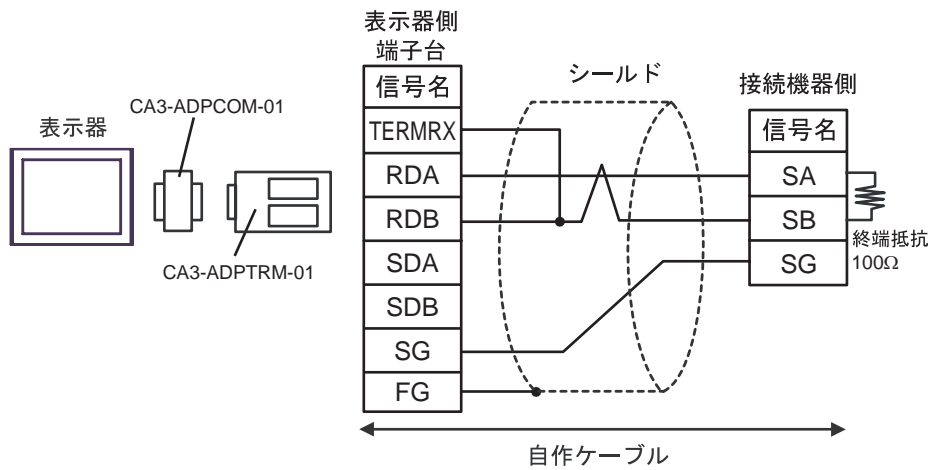 表示器側
端子台
信号名
TERMRX
RDA
RDB
SDA
SDB
SG
FG
シールド
接続機器側
信号名
SA
SB
SG
終端抵抗
100Ω
表示器
CA3-ADPCOM-01
CA3-ADPTRM-01
自作ケーブル